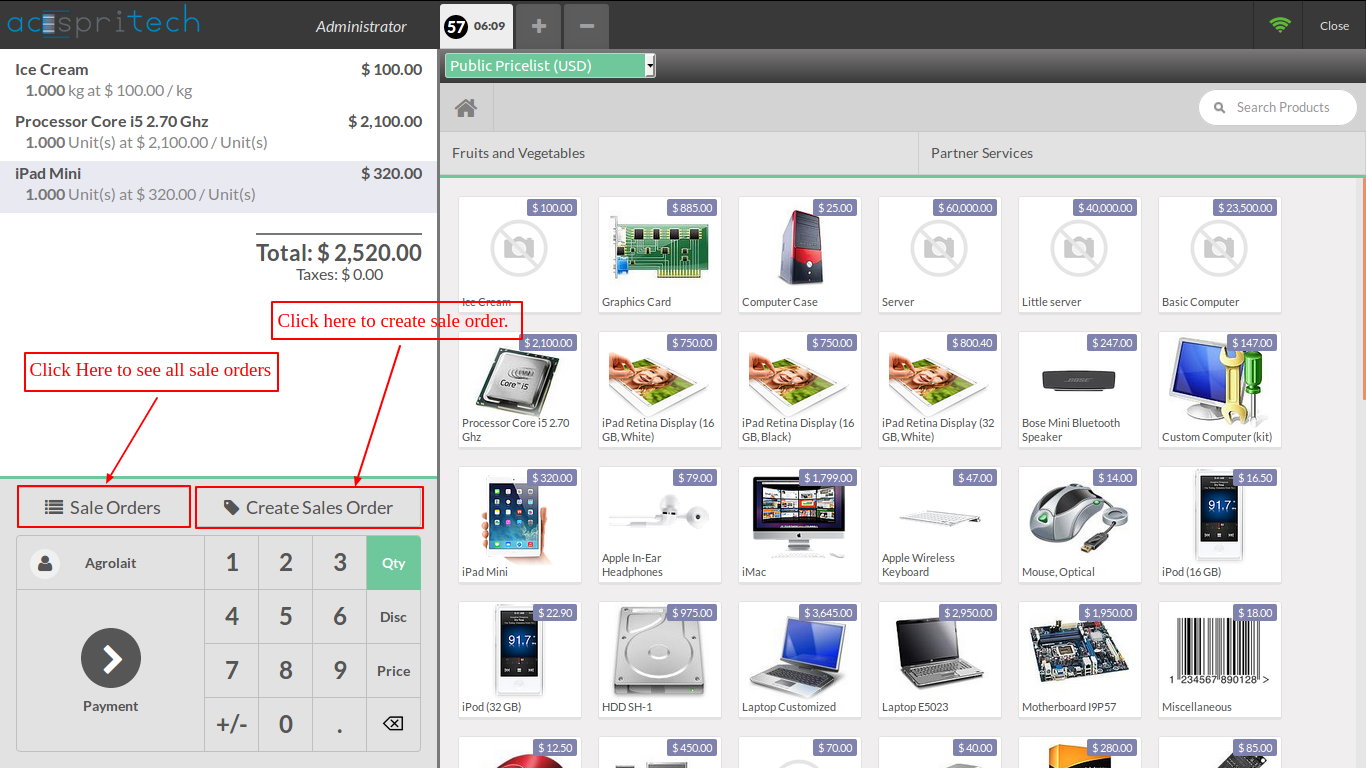 acespritech
Administrator
57 06:09
Close
Public Pricelist (USD)
Search Products
Fruits and Vegetables
Partner Services
Ice Cream $ 100.00
1.000 kg at $ 100.00 / kg
Processor Core i5 2.70 Ghz $ 2,100.00
1.000 Unit(s) at $ 2,100.00 / Unit(s)
iPad Mini $ 320.00
1.000 Unit(s) at $ 320.00 / Unit(s)
Total: $ 2,520.00
Taxes: $ 0.00
Click here to create sale order.
Click Here to see all sale orders
Sale Orders
Create Sales Order
Agrolait
1 2 3 Qty
4 5 6 Disc
7 8 9 Price
+/- 0 .
Payment
$ 100.00
Ice Cream
$ 885.00
Graphics Card
$ 25.00
Computer Case
$ 60,000.00
Server
$ 40,000.00
Little server
$ 23,500.00
Basic Computer
$ 2,100.00
Core i5
Processor Core i5 2.70
Ghz
$ 750.00
iPad Retina Display (16
GB, White)
$ 750.00
iPad Retina Display (16
GB, Black)
$ 800.40
iPad Retina Display (32
GB, White)
$ 247.00
BOSE
Bose Mini Bluetooth
Speaker
$ 147.00
Custom Computer (kit)
$ 320.00
iPad Mini
$ 79.00
Apple In-Ear
Headphones
$ 1,799.00
iMac
$ 47.00
Apple Wireless
Keyboard
$ 14.00
Mouse, Optical
$ 16.50
91.7
iPod (16 GB)
$ 22.90
91.7
iPod (32 GB)
$ 975.00
HDD SH-1
$ 3,645.00
Laptop Customized
$ 2,950.00
Laptop E5023
$ 1,950.00
Motherboard I9P57
$ 18.00
1 234567 890128 >
Miscellaneous
$ 12.50
$ 450.00
$ 70.00
$ 40.00
$ 280.00
$ 85.00